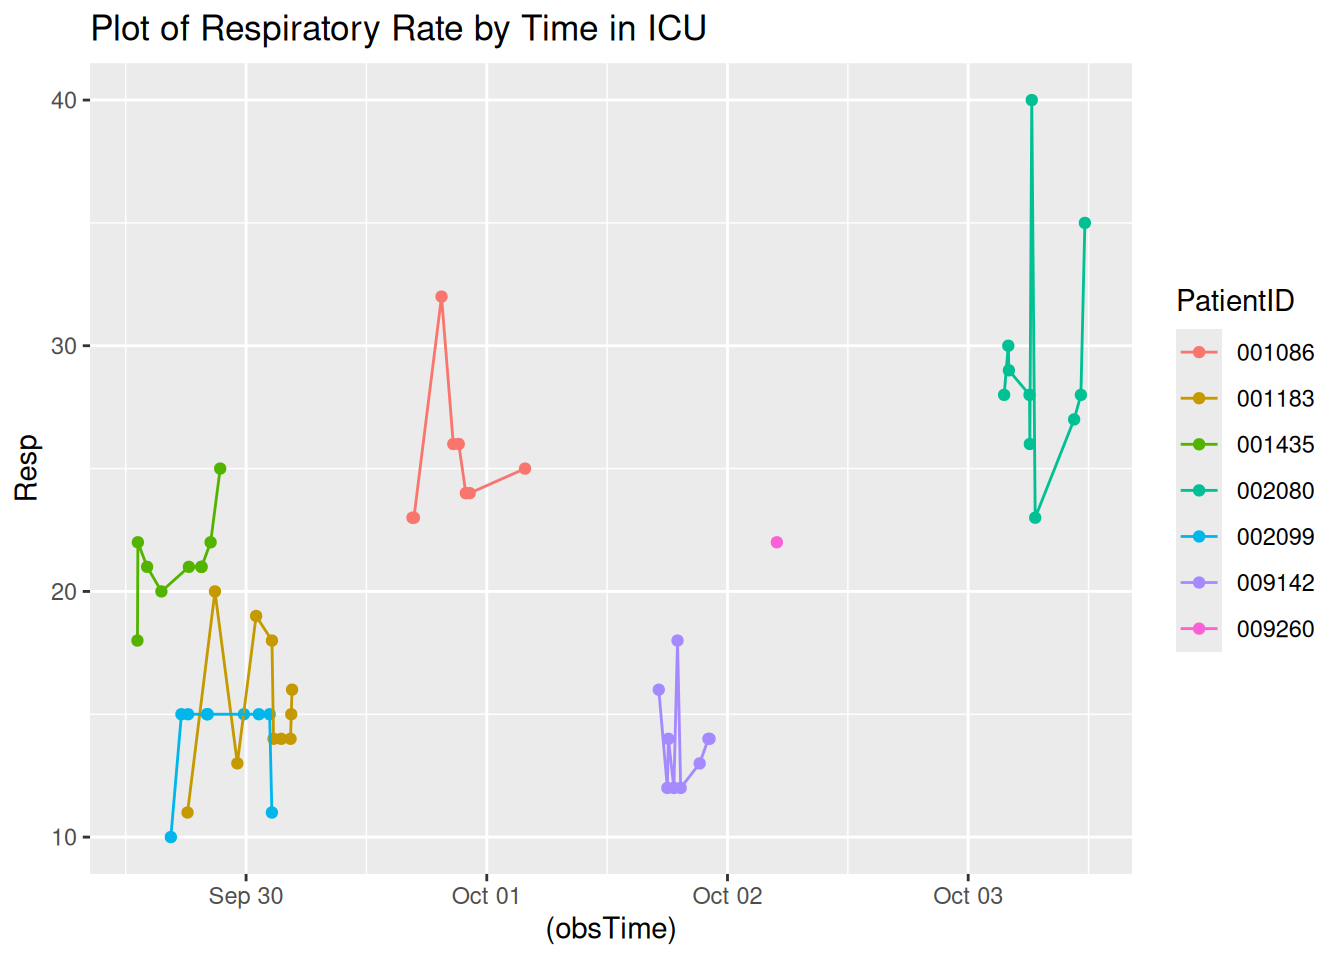 Plot of Respiratory Rate by Time in ICU
40
30
20
10
Resp
Sep 30
Oct 01
Oct 02
Oct 03
(obsTime)
PatientID
001086
001183
001435
002080
002099
009142
009260